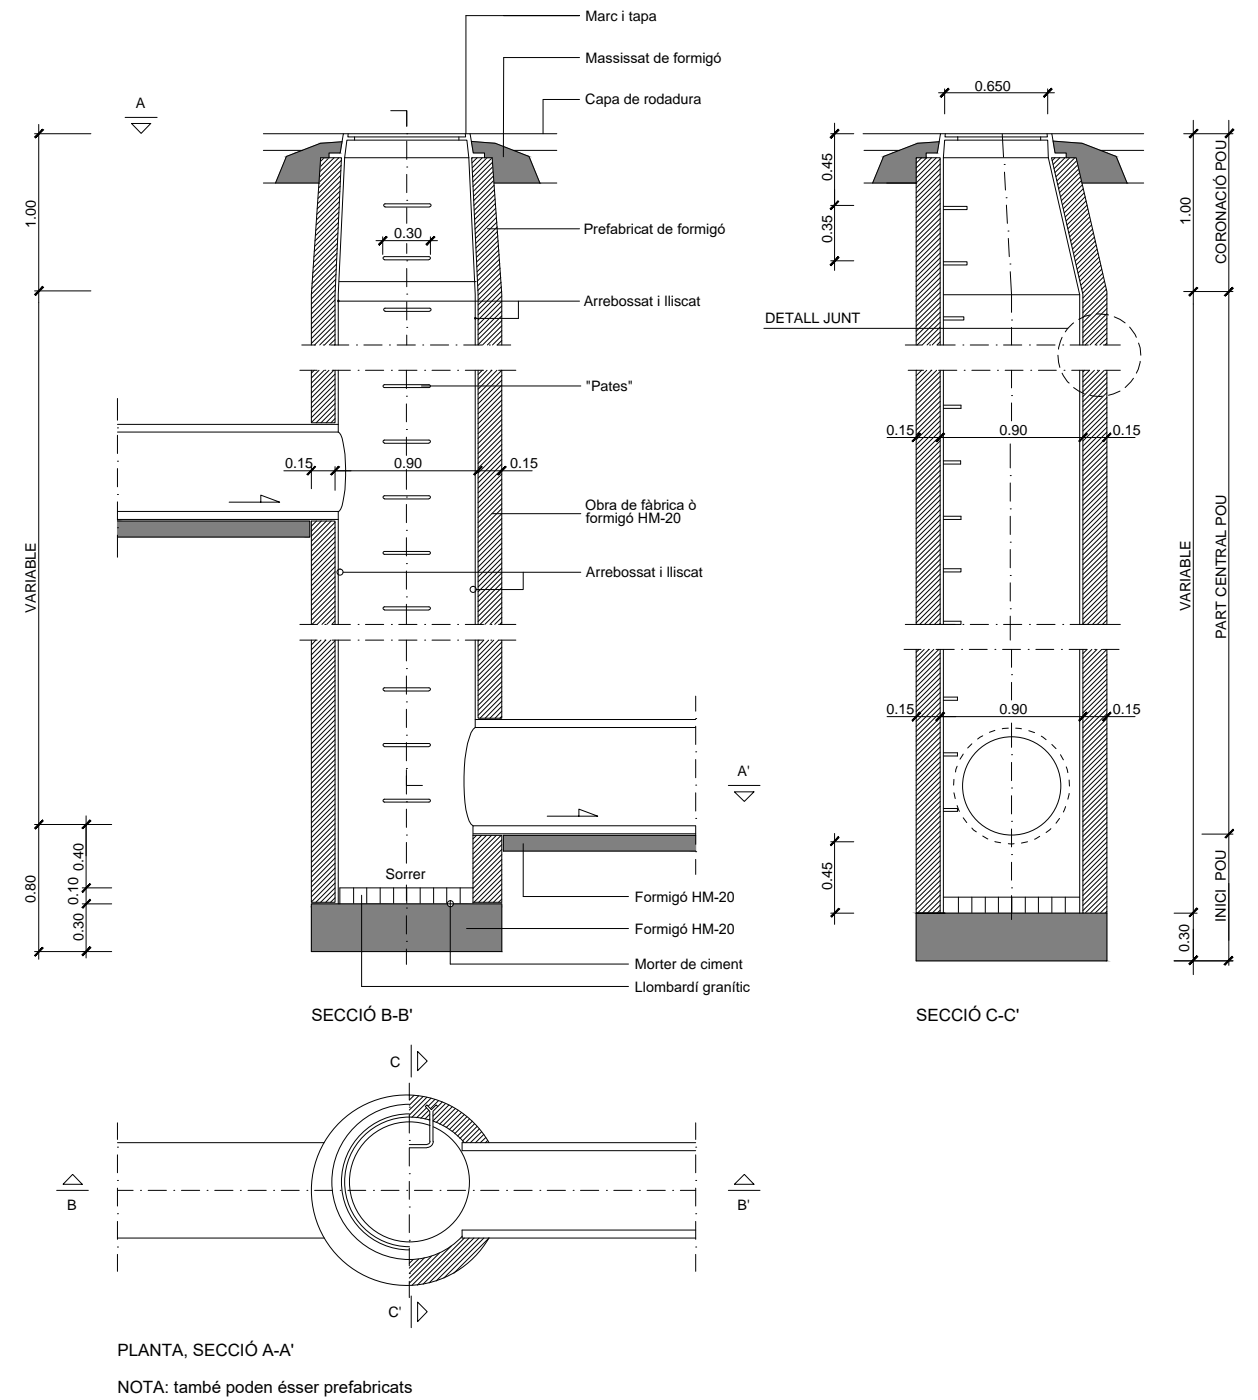 Marc i tapa
Massissat de formigó
Capa de rodadura
A
1.00
0.30
Prefabricat de formigó
Arrebossat i lliscat
"Pates"
0.15
0.90
0.15
Obra de fàbrica ò
formigó HM-20
Arrebossat i lliscat
VARIABLE
A'
0.80
0.40
0.10
0.30
Sorrer
Formigó HM-20
Formigó HM-20
Morter de ciment
Llombardí granític
SECCIÓ B-B'
0.650
0.45
0.35
1.00
CORONACIÓ POU
DETALL JUNT
0.15
0.90
0.15
VARIABLE
PART CENTRAL POU
0.15
0.90
0.15
0.45
0.30
INICI POU
SECCIÓ C-C'
C
B
B'
C'
PLANTA, SECCIÓ A-A'
NOTA: també poden ésser prefabricats